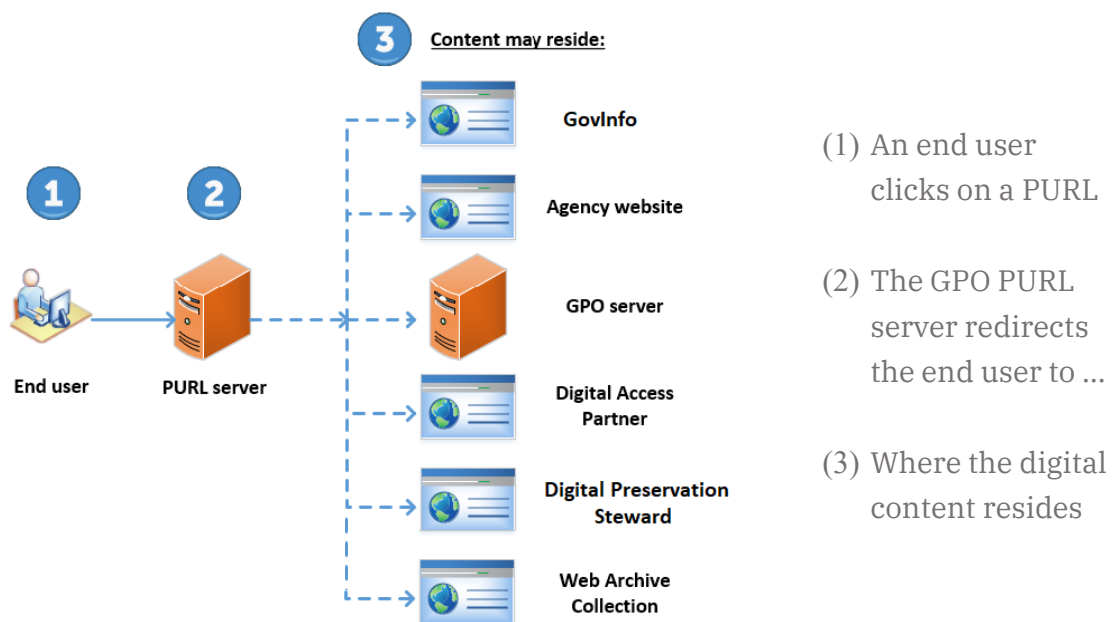 3 Content may reside:
GovInfo
Agency website
GPO server
Digital Access
Partner
Digital Preservation
Steward
Web Archive
Collection
1
2
End user
PURL server
(1) An end user
clicks on a PURL
(2) The GPO PURL
server redirects
the end user to ...
(3) Where the digital
content resides